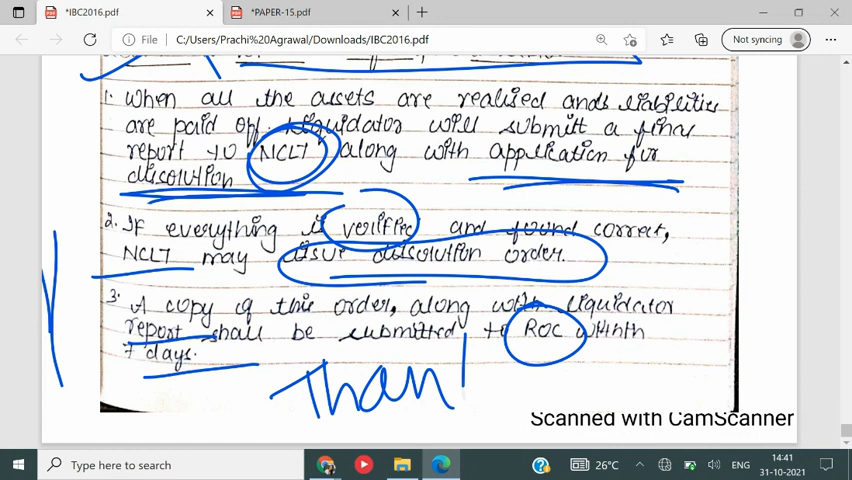 *IBC2016.pdf
*PAPER-15.pdf
File
C:/Users/Prachi%20Agrawal/Downloads/IBC2016.pdf
Not syncing
1. When all the assets are realised and liabilities
are paid off. Liquidator will submit a final
report to NCLT along with application for
dissolution
2. If everything is verified and found correct,
NCLT may issue dissolution order.
3. A copy of this order, along with liquidator
report shall be submitted to ROC within
7 days.
Than
Scanned with CamScanner
Type here to search
26°C
ENG
14:41
31-10-2021